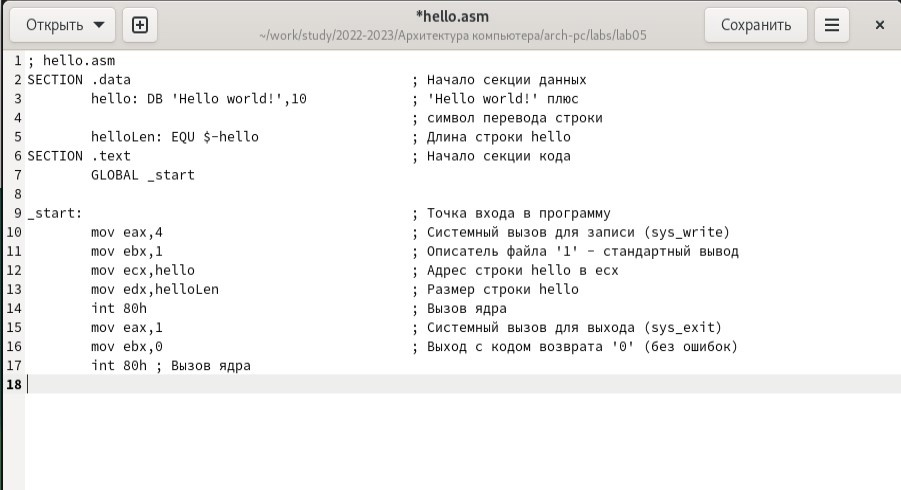 Открыть
*hello.asm
~/work/study/2022-2023/Архитектура компьютера/arch-pc/labs/lab05
Сохранить
1 ; hello.asm
2 SECTION .data ; Начало секции данных
3 hello: DB 'Hello world!',10 ; 'Hello world!' плюс
4 ; символ перевода строки
5 helloLen: EQU $-hello ; Длина строки hello
6 SECTION .text ; Начало секции кода
7 GLOBAL _start
8
9 _start: ; Точка входа в программу
10 mov eax,4 ; Системный вызов для записи (sys_write)
11 mov ebx,1 ; Описатель файла '1' - стандартный вывод
12 mov ecx,hello ; Адрес строки hello в ecx
13 mov edx,helloLen ; Размер строки hello
14 int 80h ; Вызов ядра
15 mov eax,1 ; Системный вызов для выхода (sys_exit)
16 mov ebx,0 ; Выход с кодом возврата '0' (без ошибок)
17 int 80h ; Вызов ядра
18